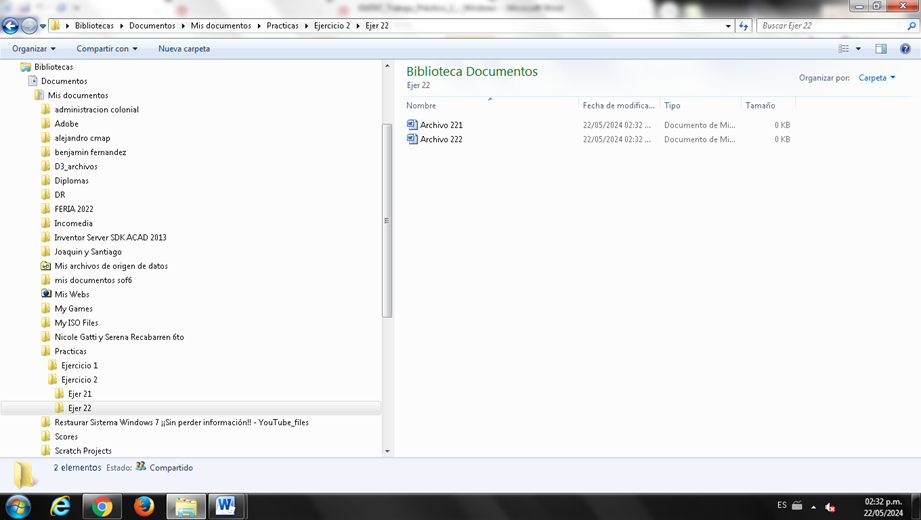 Bibliotecas ▸ Documentos ▸ Mis documentos ▸ Practicas ▸ Ejercicio 2 ▸ Ejer 22
Buscar Ejer 22
Organizar Compartir con Nueva carpeta
Bibliotecas
Documentos
Mis documentos
administracion colonial
Adobe
alejandro cmap
benjamin fernandez
D3_archivos
Diplomas
DR
FERIA 2022
Incomedia
Inventor Server SDK ACAD 2013
Joaquin y Santiago
Mis archivos de origen de datos
mis documentos sof6
Mis Webs
My Games
My ISO Files
Nicole Gatti y Serena Recabarren 6to
Practicas
Ejercicio 1
Ejercicio 2
Ejer 21
Ejer 22
Restaurar Sistema Windows 7 ¡¡Sin perder información!! - YouTube_files
Scores
Scratch Projects
Biblioteca Documentos
Ejer 22
Organizar por: Carpeta
Nombre Fecha de modifica... Tipo Tamaño
Archivo 221 22/05/2024 02:32 ... Documento de Mi... 0 KB
Archivo 222 22/05/2024 02:32 ... Documento de Mi... 0 KB
2 elementos Estado: Compartido
ES
02:32 p.m.
22/05/2024